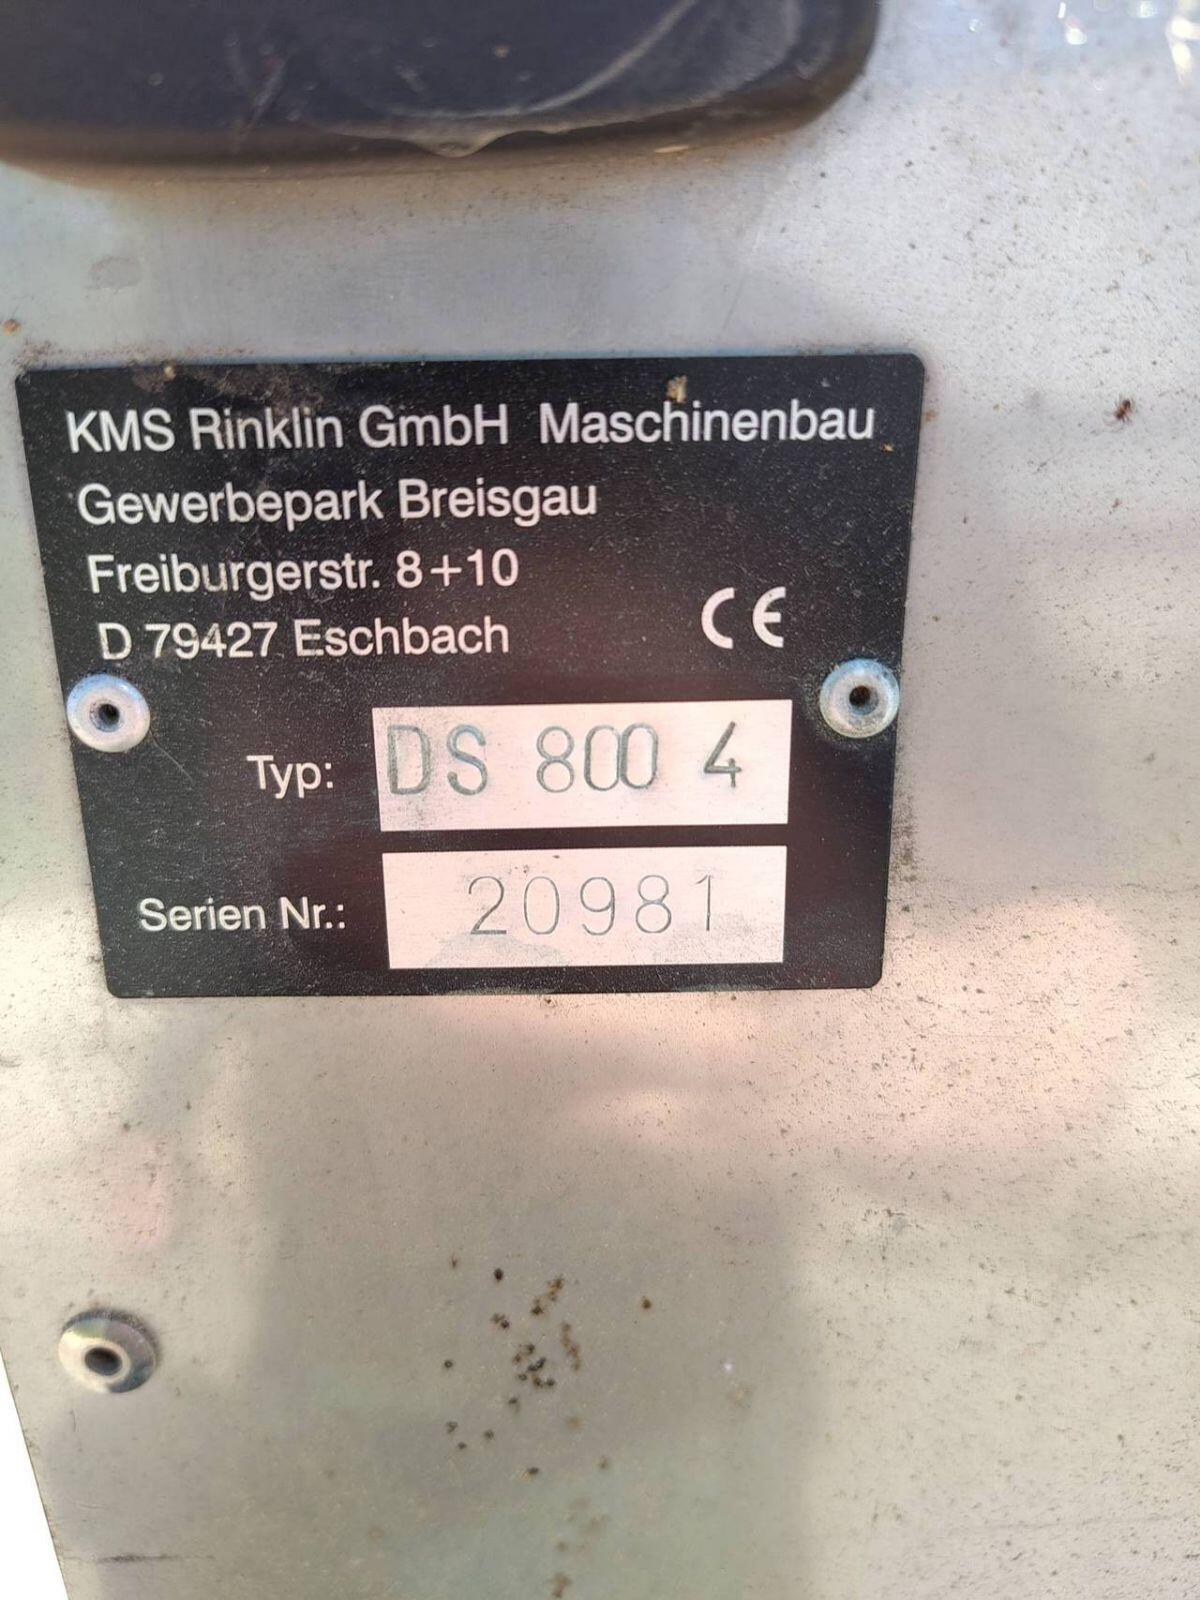 KMS Rinklin GmbH Maschinenbau
Gewerbepark Breisgau
Freiburgerstr. 8+10
D 79427 Eschbach
CE
Typ: DS 800 4
Serien Nr.: 20981